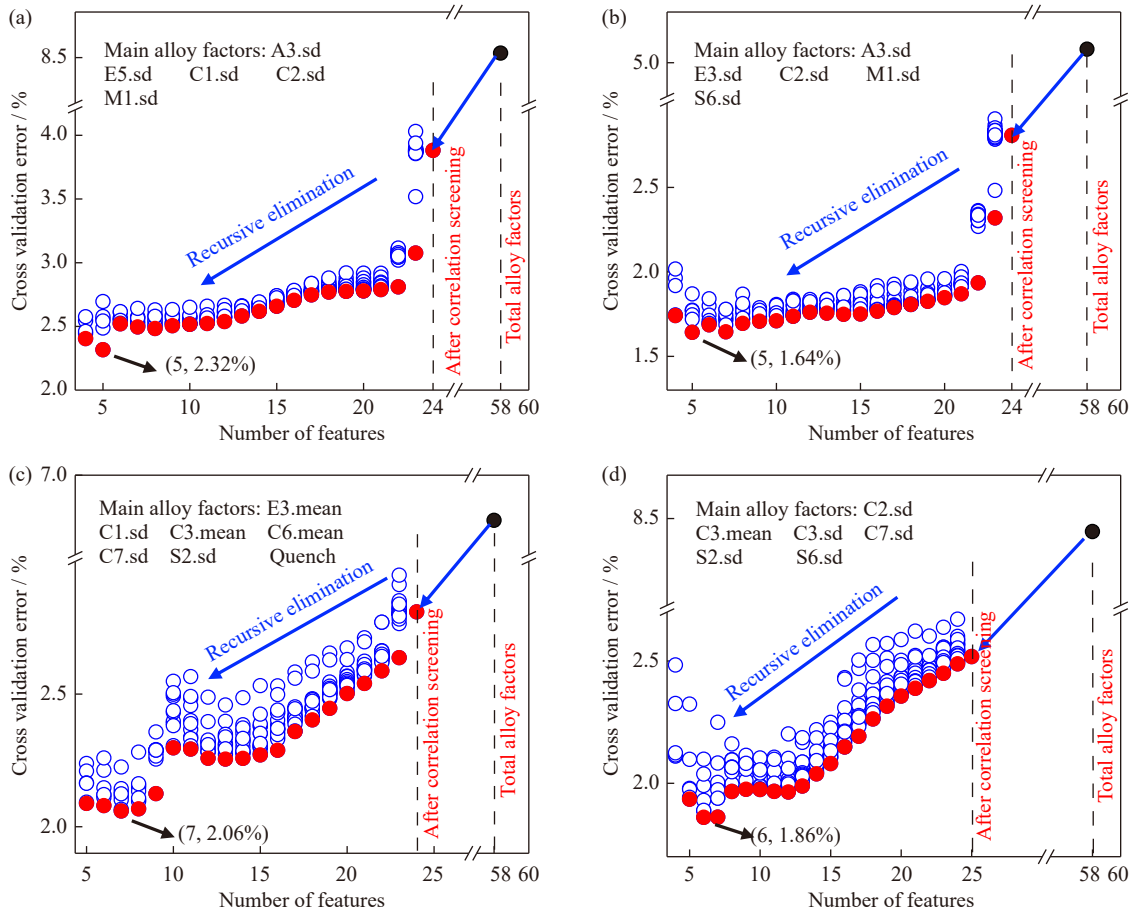 (a)
8.5
4.0
3.5
3.0
2.5
2.0
Cross validation error / %
Main alloy factors: A3.sd
E5.sd C1.sd C2.sd
M1.sd
Recursive elimination
(5, 2.32%)
After correlation screening
Total alloy factors
5 10 15 20 24 58 60
Number of features
(b)
5.0
2.5
2.0
1.5
Cross validation error / %
Main alloy factors: A3.sd
E3.sd C2.sd M1.sd
S6.sd
Recursive elimination
(5, 1.64%)
After correlation screening
Total alloy factors
5 10 15 20 24 58 60
Number of features
(c)
7.0
2.5
2.0
Cross validation error / %
Main alloy factors: E3.mean
C1.sd C3.mean C6.mean
C7.sd S2.sd Quench
Recursive elimination
(7, 2.06%)
After correlation screening
Total alloy factors
5 10 15 20 25 58 60
Number of features
(d)
8.5
2.5
2.0
Cross validation error / %
Main alloy factors: C2.sd
C3.mean C3.sd C7.sd
S2.sd S6.sd
Recursive elimination
(6, 1.86%)
After correlation screening
Total alloy factors
5 10 15 20 25 58 60
Number of features